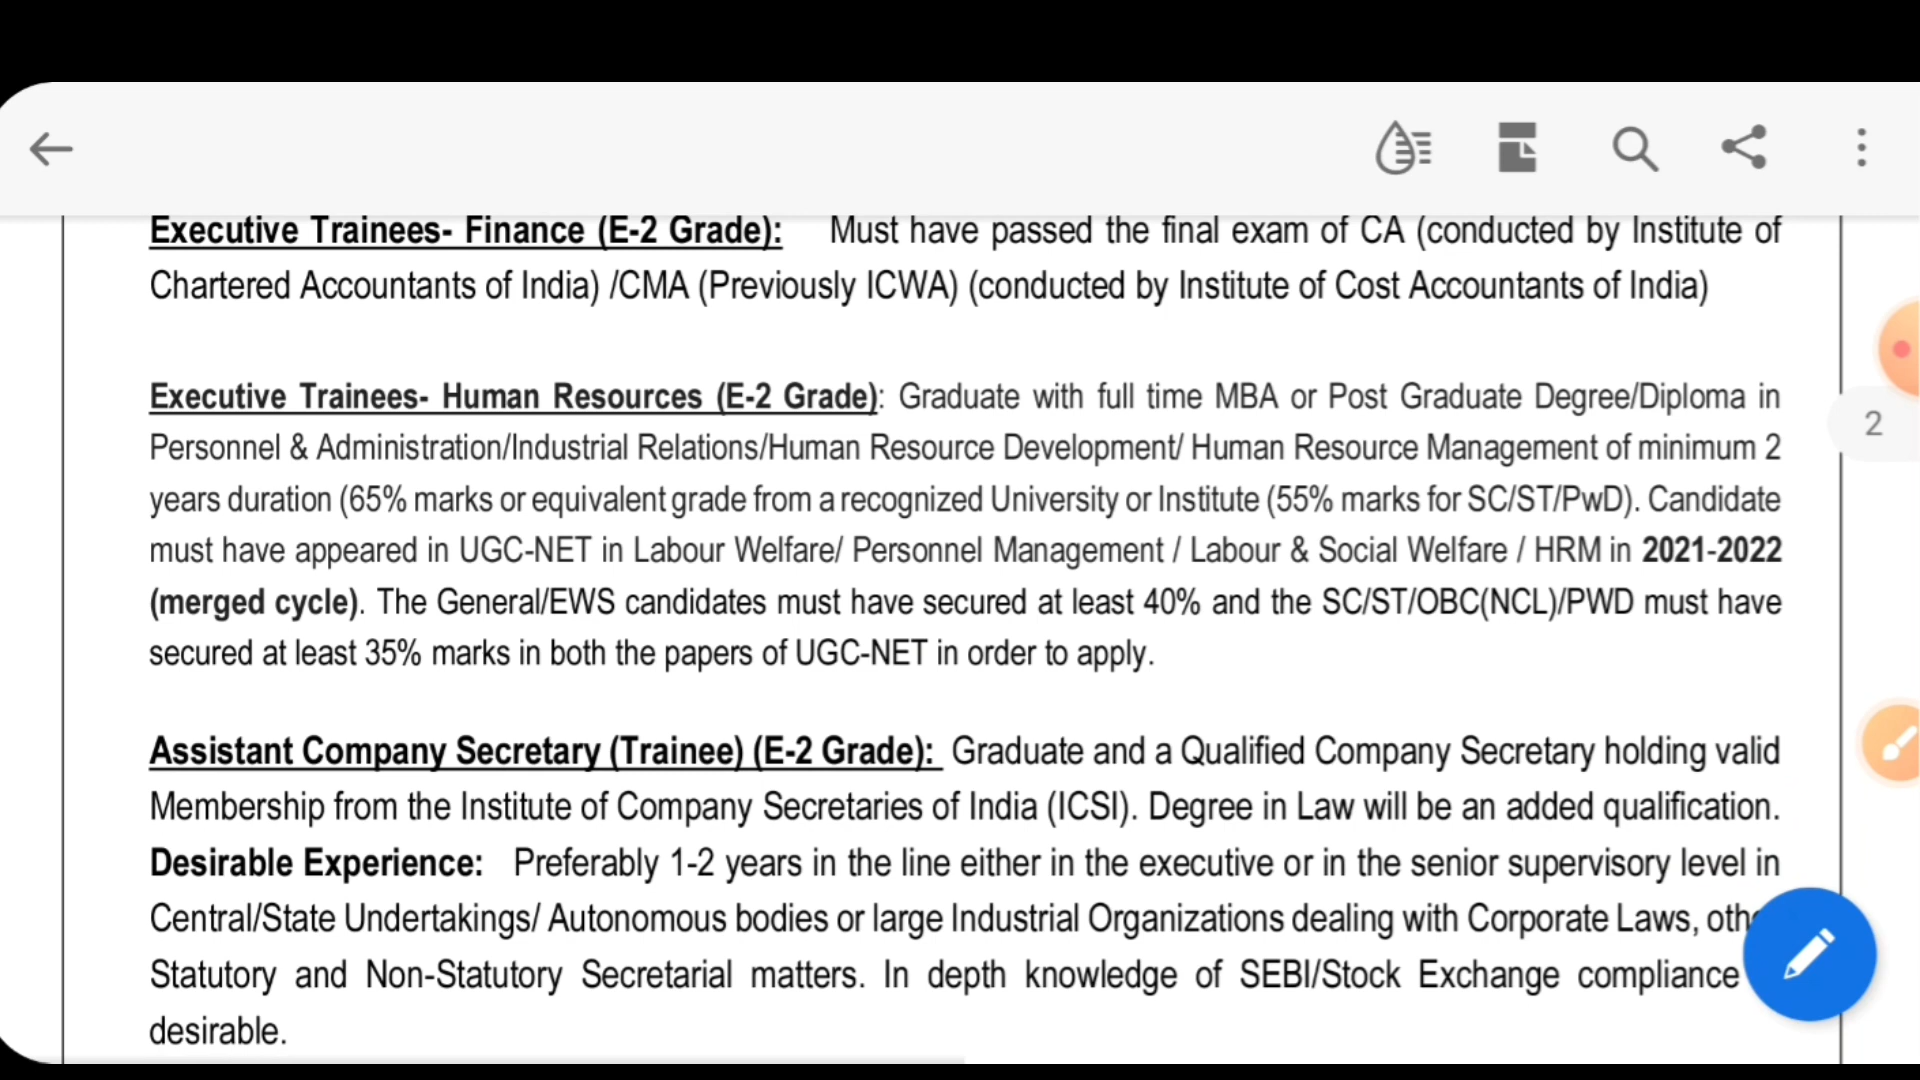 Executive Trainees- Finance (E-2 Grade): Must have passed the final exam of CA (conducted by Institute of
Chartered Accountants of India) /CMA (Previously ICWA) (conducted by Institute of Cost Accountants of India)
Executive Trainees- Human Resources (E-2 Grade): Graduate with full time MBA or Post Graduate Degree/Diploma in
2
Personnel & Administration/Industrial Relations/Human Resource Development/ Human Resource Management of minimum 2
years duration (65% marks or equivalent grade from a recognized University or Institute (55% marks for SC/ST/PwD). Candidate
must have appeared in UGC-NET in Labour Welfare/ Personnel Management / Labour & Social Welfare / HRM in 2021-2022
(merged cycle). The General/EWS candidates must have secured at least 40% and the SC/ST/OBC(NCL)/PWD must have
secured at least 35% marks in both the papers of UGC-NET in order to apply.
Assistant Company Secretary (Trainee) (E-2 Grade): Graduate and a Qualified Company Secretary holding valid
Membership from the Institute of Company Secretaries of India (ICSI). Degree in Law will be an added qualification.
Desirable Experience: Preferably 1-2 years in the line either in the executive or in the senior supervisory level in
Central/State Undertakings/ Autonomous bodies or large Industrial Organizations dealing with Corporate Laws,
Statutory and Non-Statutory Secretarial matters. In depth knowledge of SEBI/Stock Exchange compliance
desirable.